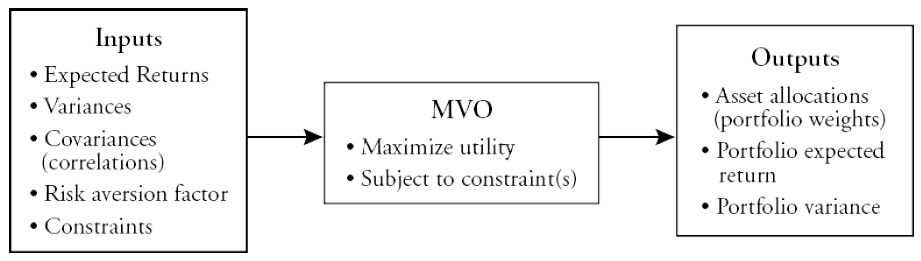 Inputs
• Expected Returns
• Variances
• Covariances
(correlations)
• Risk aversion factor
• Constraints
MVO
• Maximize utility
• Subject to constraint(s)
Outputs
• Asset allocations
(portfolio weights)
• Portfolio expected
return
• Portfolio variance